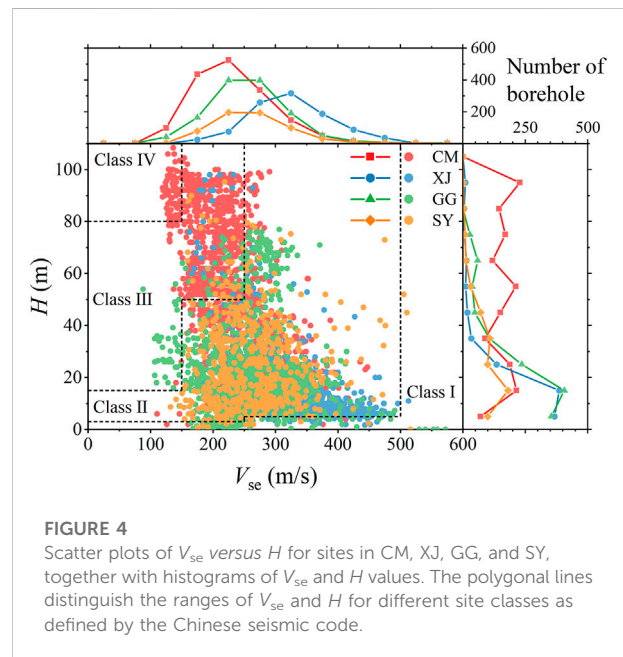 600
400
200
Number of
borehole
0 250 500
Class IV
100
80
60
40
20
0
H (m)
CM
XJ
GG
SY
Class III
Class II
Class I
0 100 200 300 400 500 600
Vse (m/s)
FIGURE 4
Scatter plots of Vse versus H for sites in CM, XJ, GG, and SY,
together with histograms of Vse and H values. The polygonal lines
distinguish the ranges of Vse and H for different site classes as
defined by the Chinese seismic code.